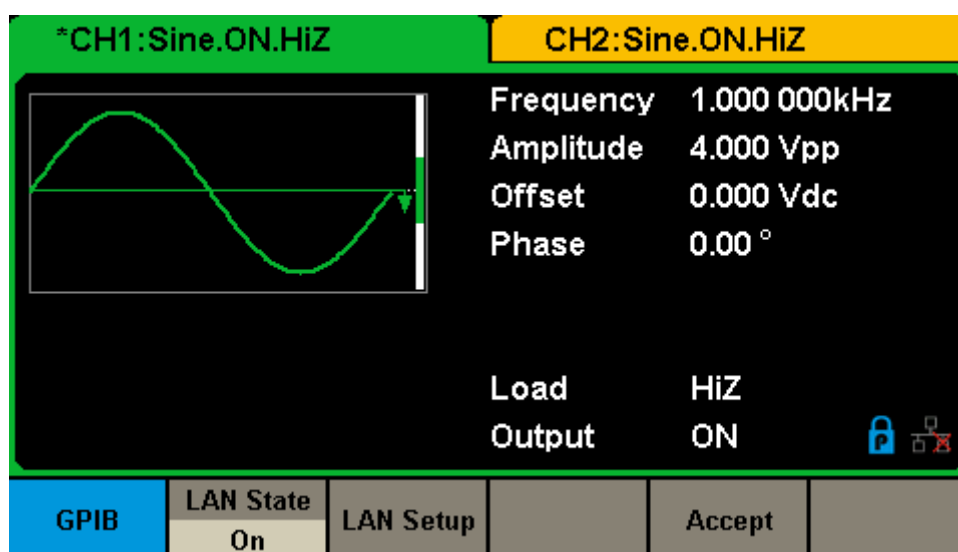 *CH1:Sine.ON.HiZ CH2:Sine.ON.HiZ
Frequency 1.000 000kHz
Amplitude 4.000 Vpp
Offset 0.000 Vdc
Phase 0.00 °
Load HiZ
Output ON P
GPIB LAN State On LAN Setup Accept